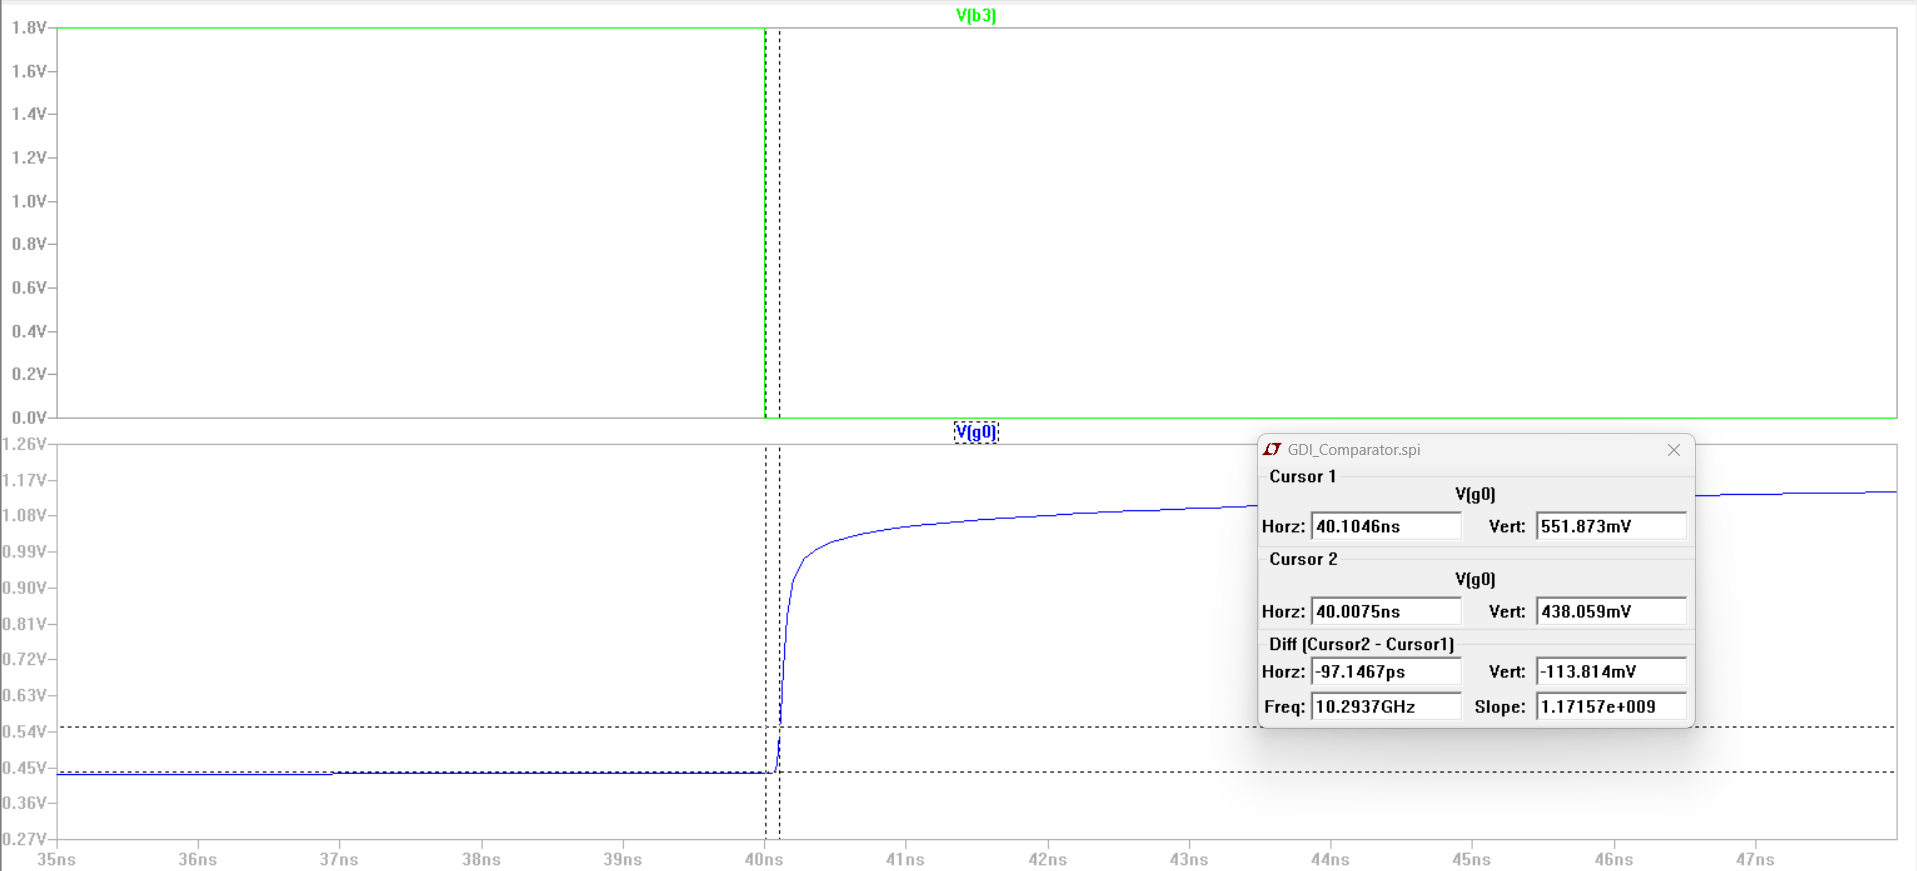 V(b3)
1.8V
1.6V
1.4V
1.2V
1.0V
0.8V
0.6V
0.4V
0.2V
0.0V
V(g0)
1.26V
1.17V
1.08V
0.99V
0.90V
0.81V
0.72V
0.63V
0.54V
0.45V
0.36V
0.27V
35ns 36ns 37ns 38ns 39ns 40ns 41ns 42ns 43ns 44ns 45ns 46ns 47ns
GDI_Comparator.spi
Cursor 1
V(g0)
Horz: 40.1046ns Vert: 551.873mV
Cursor 2
V(g0)
Horz: 40.0075ns Vert: 438.059mV
Diff (Cursor2 - Cursor1)
Horz: -97.1467ps Vert: -113.814mV
Freq: 10.2937GHz Slope: 1.17157e+009